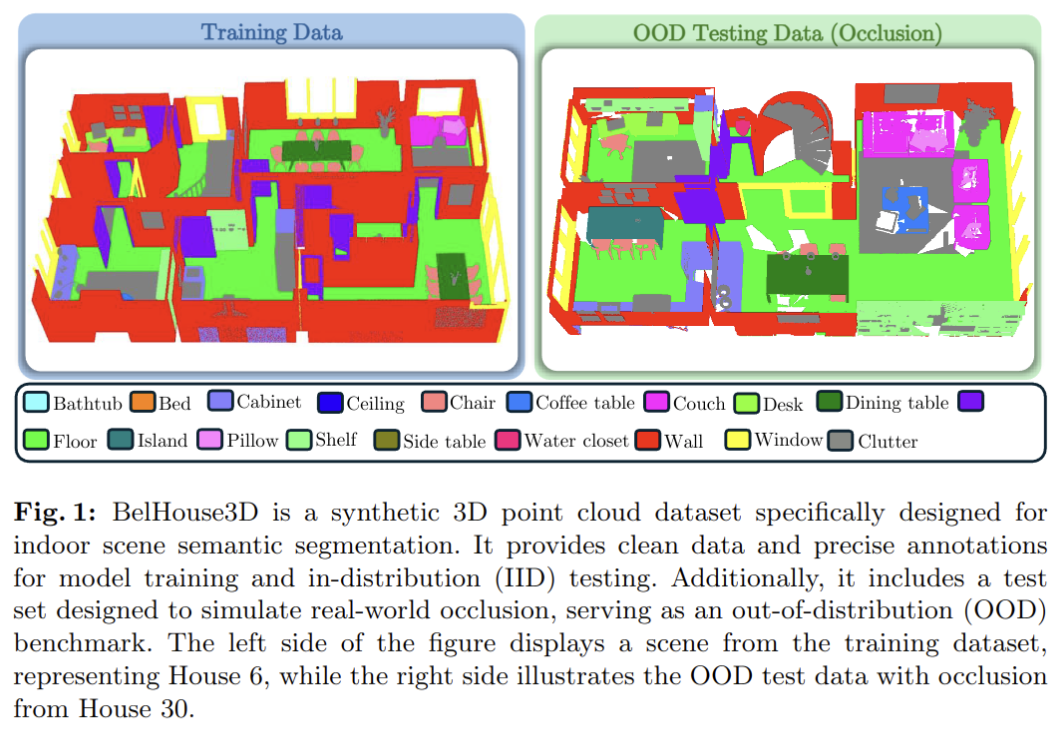 Training Data
OOD Testing Data (Occlusion)
Bathtub Bed Cabinet Ceiling Chair Coffee table Couch Desk Dining table
Floor Island Pillow Shelf Side table Water closet Wall Window Clutter
Fig. 1: BelHouse3D is a synthetic 3D point cloud dataset specifically designed for
indoor scene semantic segmentation. It provides clean data and precise annotations
for model training and in-distribution (IID) testing. Additionally, it includes a test
set designed to simulate real-world occlusion, serving as an out-of-distribution (OOD)
benchmark. The left side of the figure displays a scene from the training dataset,
representing House 6, while the right side illustrates the OOD test data with occlusion
from House 30.